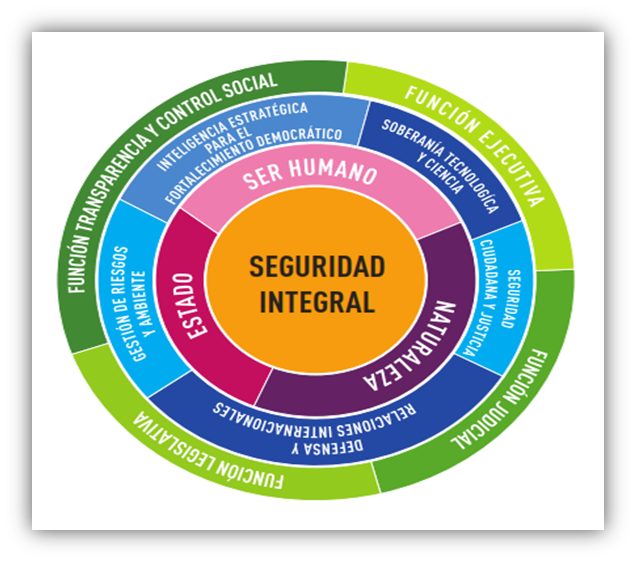 SEGURIDAD
INTEGRAL
SER HUMANO
NATURALEZA
ESTADO
INTELIGENCIA ESTRATÉGICA
PARA EL
FORTALECIMIENTO DEMOCRÁTICO
SOBERANÍA TECNOLOGÍCA
Y CIENCIA
SEGURIDAD
CIUDADANA Y JUSTICIA
DEFENSA Y
RELACIONES INTERNACIONALES
GESTIÓN DE RIESGOS
Y AMBIENTE
FUNCIÓN TRANSPARENCIA Y CONTROL SOCIAL
FUNCIÓN EJECUTIVA
FUNCIÓN JUDICIAL
FUNCIÓN LEGISLATIVA